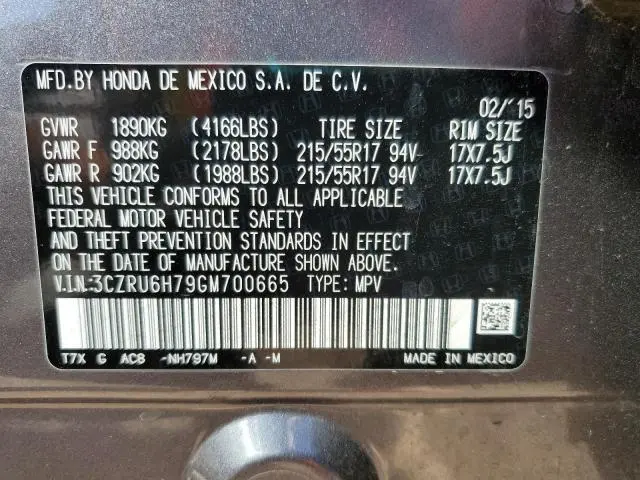 MFD.BY HONDA DE MEXICO S.A. DE C.V.
02/'15
GVWR 1890KG (4166LBS) TIRE SIZE RIM SIZE
GAWR F 988KG (2178LBS) 215/55R17 94V 17X7.5J
GAWR R 902KG (1988LBS) 215/55R17 94V 17X7.5J
THIS VEHICLE CONFORMS TO ALL APPLICABLE
FEDERAL MOTOR VEHICLE SAFETY
AND THEFT PREVENTION STANDARDS IN EFFECT
ON THE DATE OF MANUFACTURE SHOWN ABOVE.
V.I.N:3CZRU6H79GM700665 TYPE: MPV
T7X G AC8 -NH797M -A -M MADE IN MEXICO